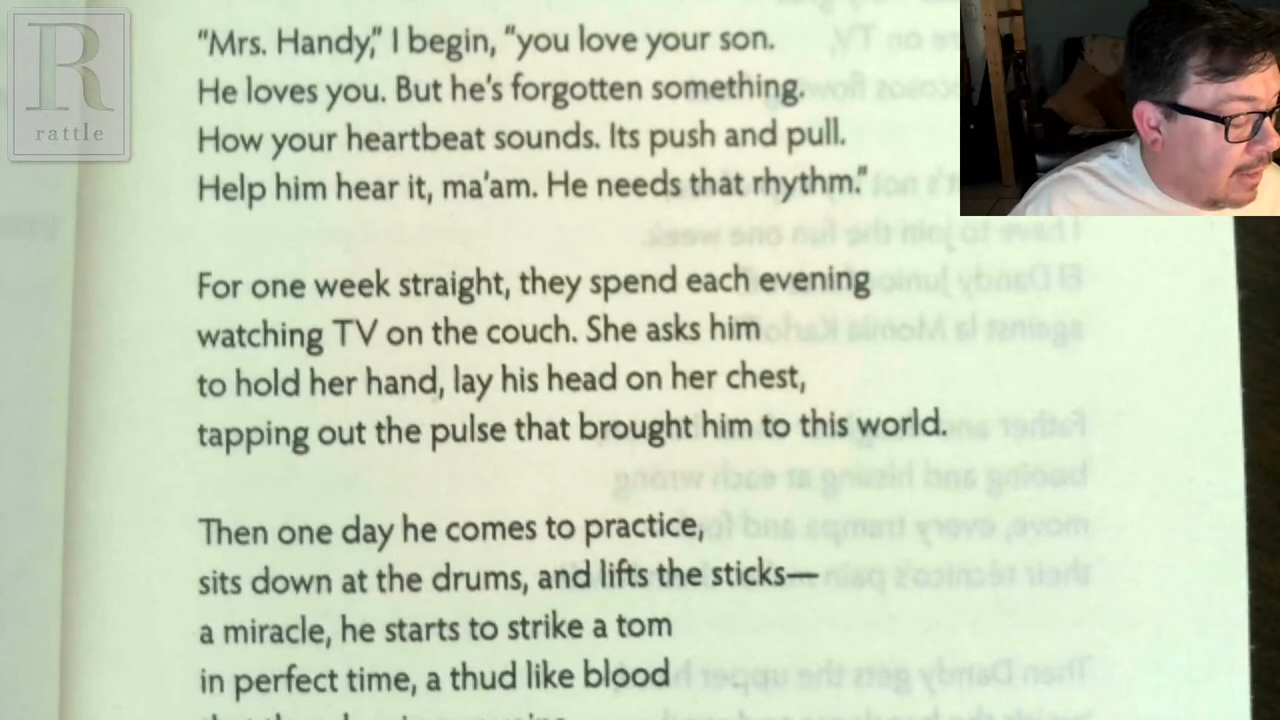 R
rattle
“Mrs. Handy,” I begin, “you love your son.
He loves you. But he’s forgotten something.
How your heartbeat sounds. Its push and pull.
Help him hear it, ma’am. He needs that rhythm.”
For one week straight, they spend each evening
watching TV on the couch. She asks him
to hold her hand, lay his head on her chest,
tapping out the pulse that brought him to this world.
Then one day he comes to practice,
sits down at the drums, and lifts the sticks—
a miracle, he starts to strike a tom
in perfect time, a thud like blood